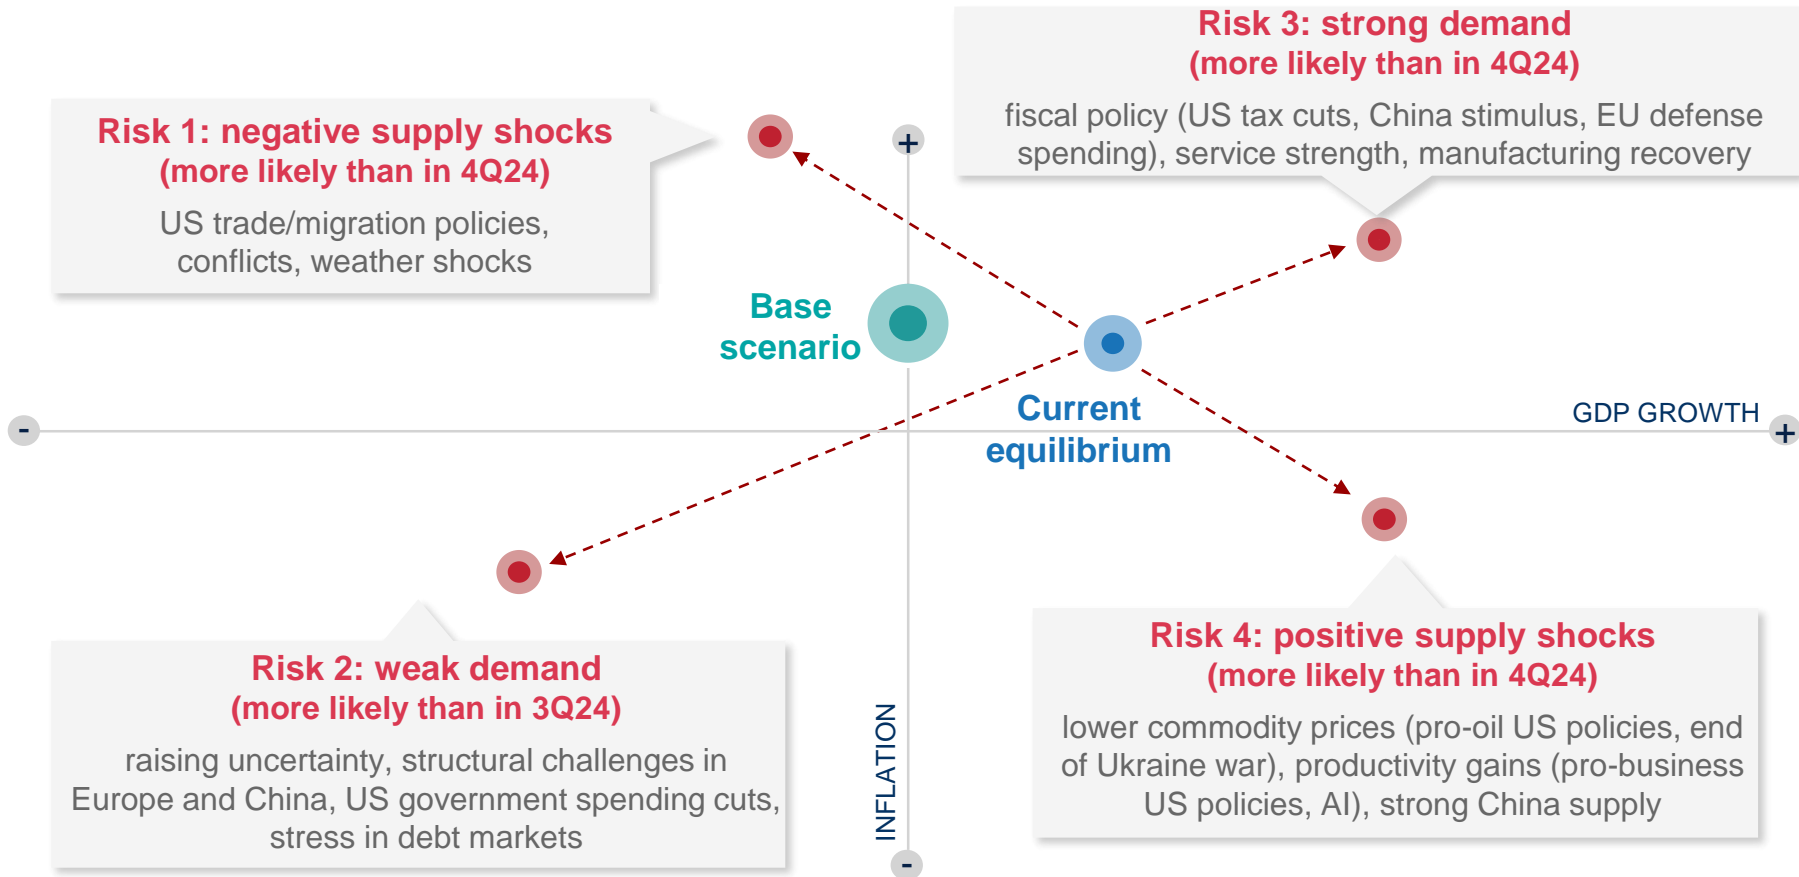 Risk 3: strong demand
(more likely than in 4Q24)
fiscal policy (US tax cuts, China stimulus, EU defense
spending), service strength, manufacturing recovery
Risk 1: negative supply shocks
(more likely than in 4Q24)
US trade/migration policies,
conflicts, weather shocks
+
Base
scenario
Current
equilibrium
GDP GROWTH
-
+
Risk 2: weak demand
(more likely than in 3Q24)
raising uncertainty, structural challenges in
Europe and China, US government spending cuts,
stress in debt markets
INFLATION
-
Risk 4: positive supply shocks
(more likely than in 4Q24)
lower commodity prices (pro-oil US policies, end
of Ukraine war), productivity gains (pro-business
US policies, AI), strong China supply